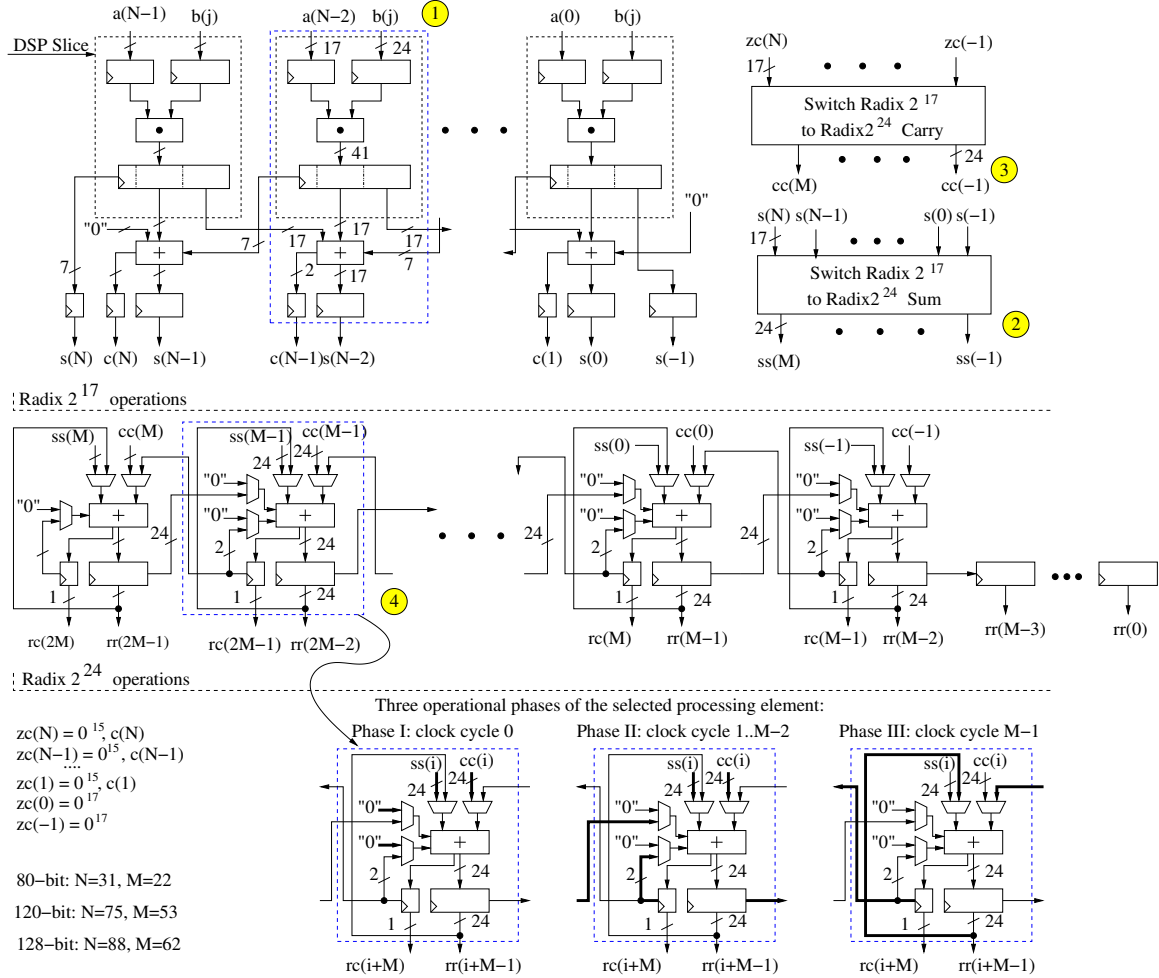 a(N−1) b(j) a(N−2) b(j) 1 a(0) b(j)
DSP Slice
17 24
41
"0" 7 17 17 17 7 "0"
7 2 17
s(N) c(N) s(N−1) c(N−1) s(N−2) c(1) s(0) s(−1)
zc(N) zc(−1)
17
Switch Radix 2 17
to Radix2 24 Carry
24
cc(M) cc(−1) 3
s(N) s(N−1) s(0) s(−1)
17
Switch Radix 2 17
to Radix2 24 Sum
24 2
ss(M) ss(−1)
Radix 2 17 operations
ss(M) cc(M) ss(M−1) cc(M−1) ss(0) cc(0) ss(−1) cc(−1)
24 24
"0" "0" "0" "0"
"0" "0" "0"
+ + + +
24 2 24 24 2 24 24 2 24
1 1 24 1 24 1 24
4
rc(2M) rr(2M−1) rc(2M−1) rr(2M−2) rc(M) rr(M−1) rc(M−1) rr(M−2) rr(M−3) rr(0)
Radix 2 24 operations
Three operational phases of the selected processing element:
Phase I: clock cycle 0 Phase II: clock cycle 1..M−2 Phase III: clock cycle M−1
zc(N) = 0 15, c(N)
zc(N−1) = 0 15, c(N−1)
....
zc(1) = 0 15, c(1)
zc(0) = 0 17
zc(−1) = 0 17
80−bit: N=31, M=22
120−bit: N=75, M=53
128−bit: N=88, M=62
ss(i) cc(i) ss(i) cc(i) ss(i) cc(i)
24 24 24 24 24 24
"0" "0" "0"
"0" "0" "0"
+ + +
2 24 2 24 2 24
1 24 1 24 1 24
rc(i+M) rr(i+M−1) rc(i+M) rr(i+M−1) rc(i+M) rr(i+M−1)